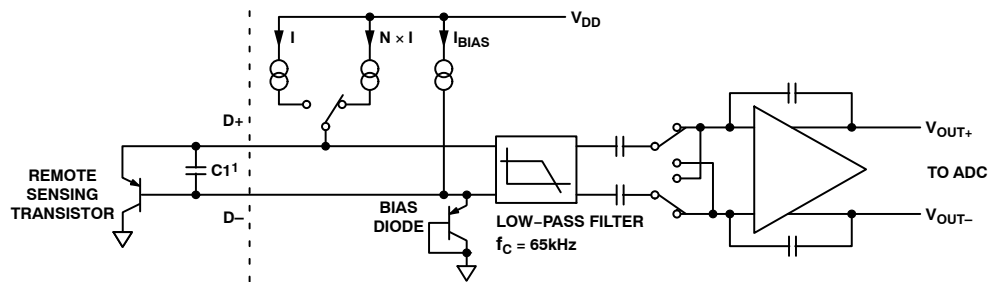 V_DD
I
N × I
I_BIAS
D+
REMOTE
SENSING
TRANSISTOR
C1¹
D–
BIAS
DIODE
LOW–PASS FILTER
f_C = 65kHz
V_OUT+
TO ADC
V_OUT–